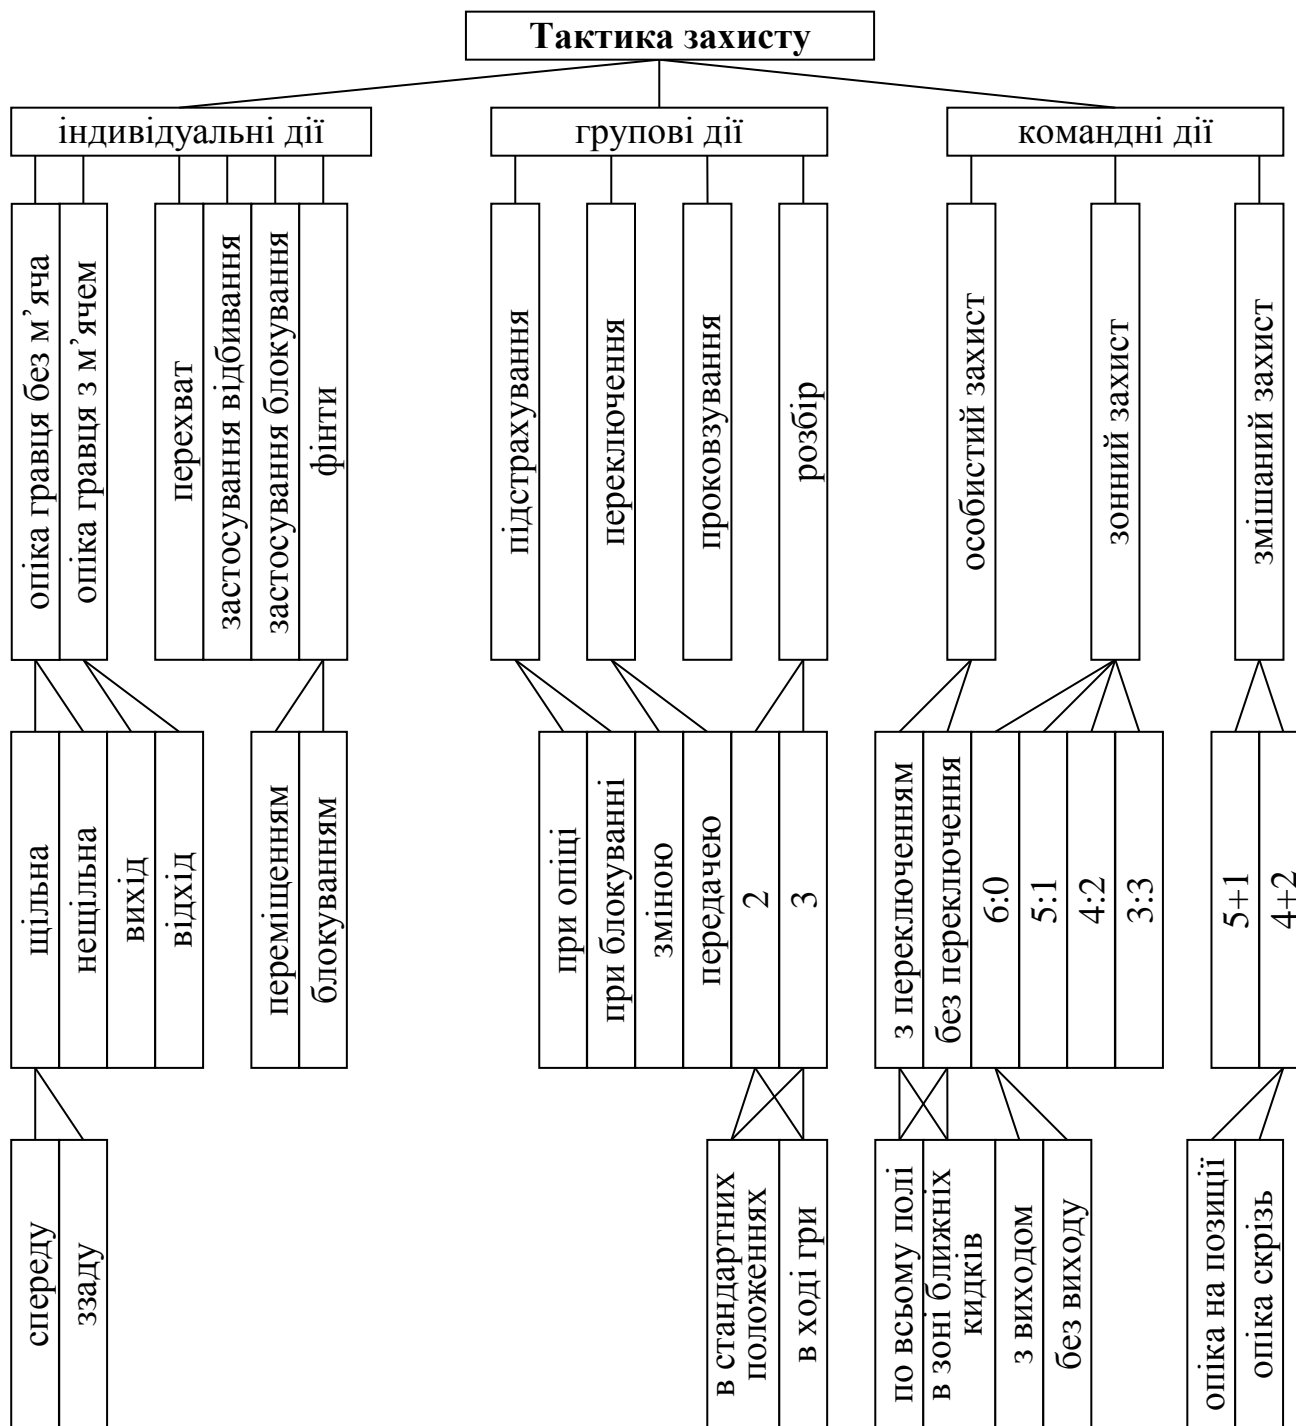 Тактика захисту
індивідуальні дії
групові дії
командні дії
опіка гравця без м’яча
опіка гравця з м’ячем
перехват
застосування відбивання
застосування блокування
фінти
підстрахування
переключення
проковзування
розбір
особистий захист
зонний захист
змішаний захист
щільна
нещільна
вихід
відхід
переміщенням
блокуванням
при опіці
при блокуванні
зміною
передачею
2
3
з переключенням
без переключення
6:0
5:1
4:2
3:3
5+1
4+2
спереду
ззаду
в стандартних
положеннях
в ході гри
по всьому полі
в зоні ближніх
кидків
з виходом
без виходу
опіка на позиції
опіка скрізь